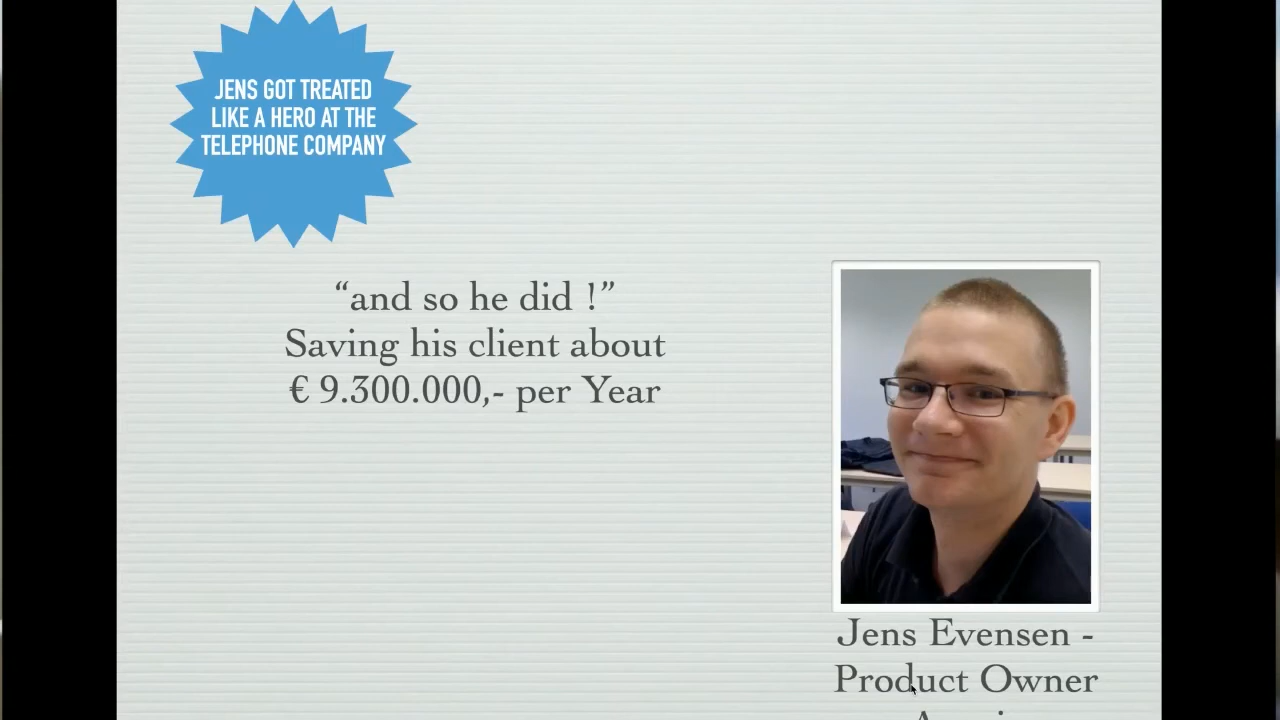 JENS GOT TREATED
LIKE A HERO AT THE
TELEPHONE COMPANY
“and so he did !”
Saving his client about
€ 9.300.000,- per Year
Jens Evensen -
Product Owner